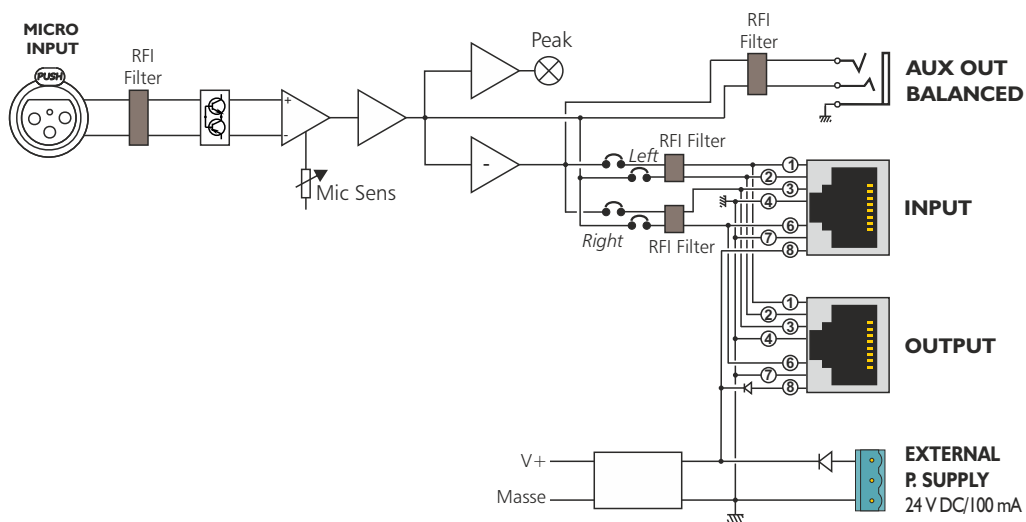 MICRO
INPUT
PUSH
RFI
Filter
+
-
Mic Sens
Peak
-
RFI
Filter
AUX OUT
BALANCED
Left
RFI Filter
Right
RFI Filter
1
2
3
4
6
7
8
INPUT
1
2
3
4
6
7
8
OUTPUT
V+
Masse
EXTERNAL
P. SUPPLY
24 V DC/100 mA